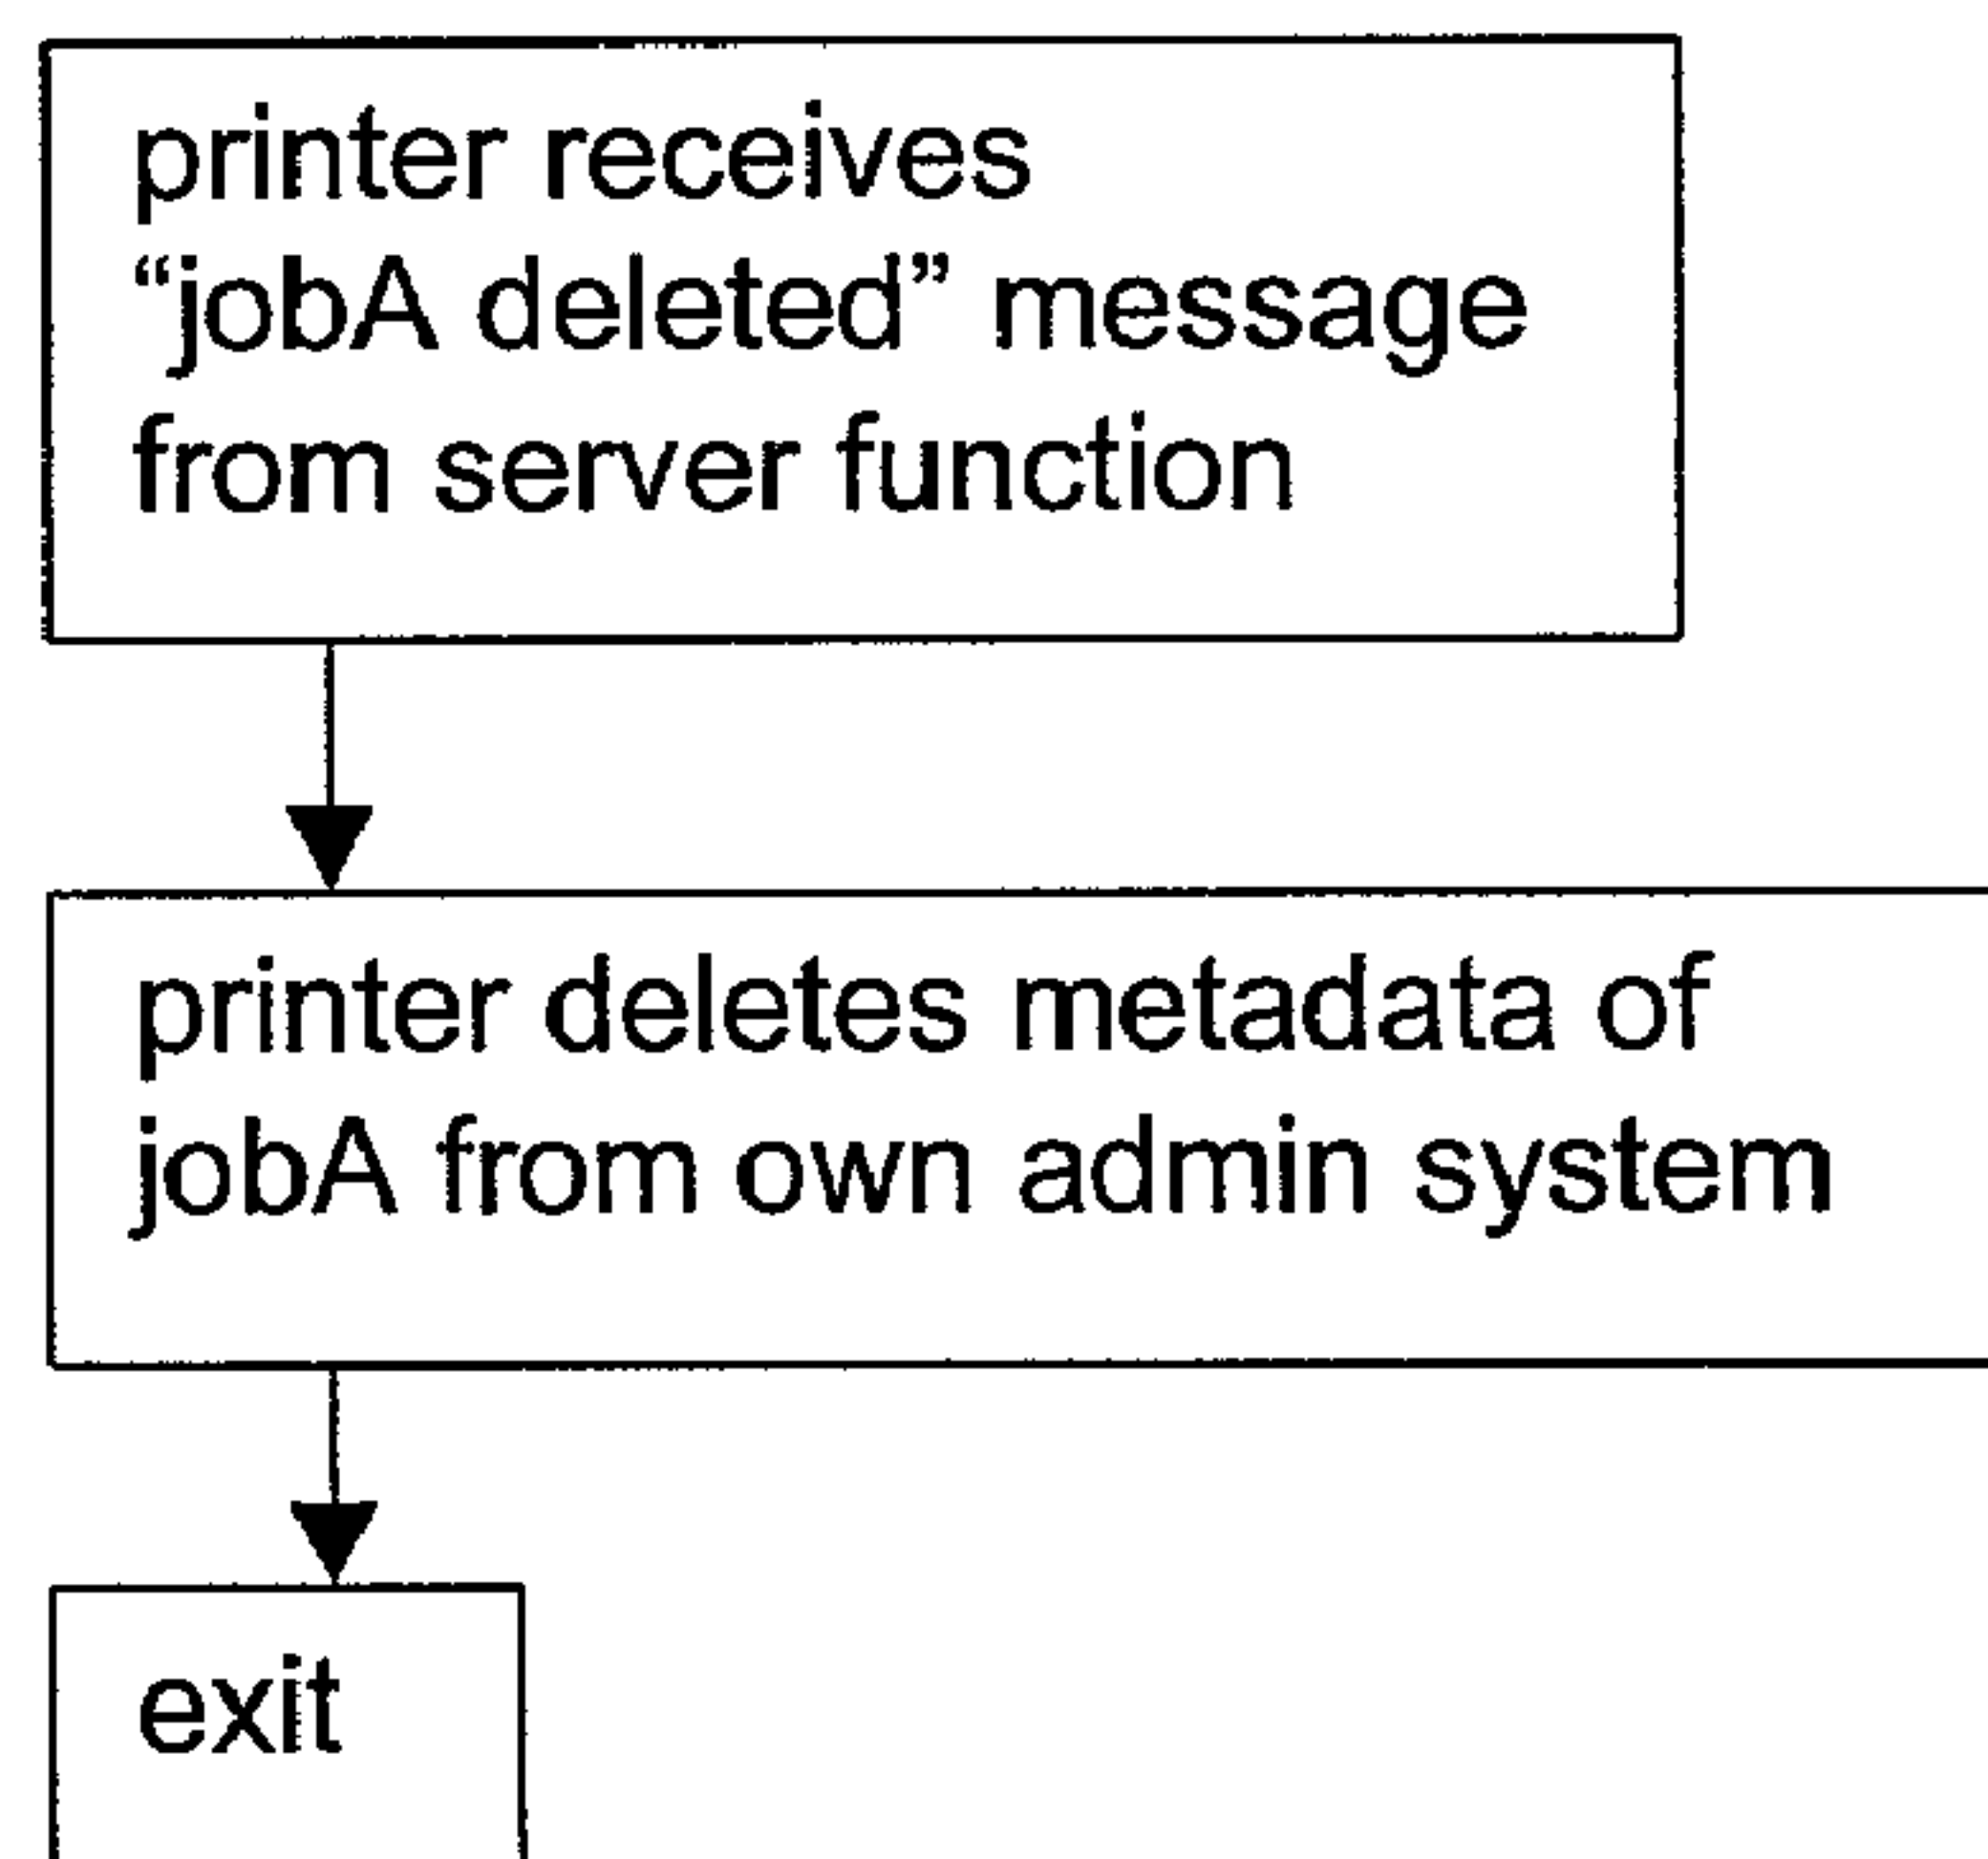 printer receives
“jobA deleted” message
from server function
printer deletes metadata of
jobA from own admin system
exit